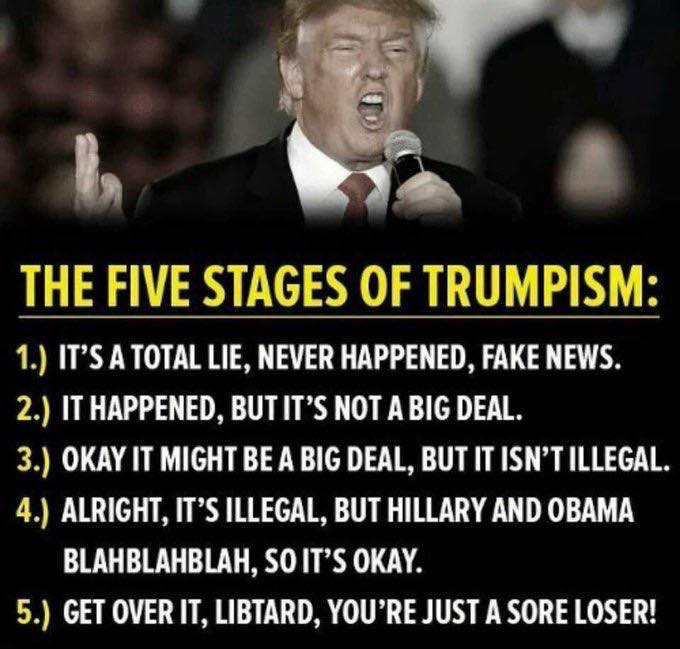 THE FIVE STAGES OF TRUMPISM:
1.) IT'S A TOTAL LIE, NEVER HAPPENED, FAKE NEWS.
2.) IT HAPPENED, BUT IT'S NOT A BIG DEAL.
3.) OKAY IT MIGHT BE A BIG DEAL, BUT IT ISN'T ILLEGAL.
4.) ALRIGHT, IT'S ILLEGAL, BUT HILLARY AND OBAMA
BLAHBLAHBLAH, SO IT'S OKAY.
5.) GET OVER IT, LIBTARD, YOU'RE JUST A SORE LOSER!